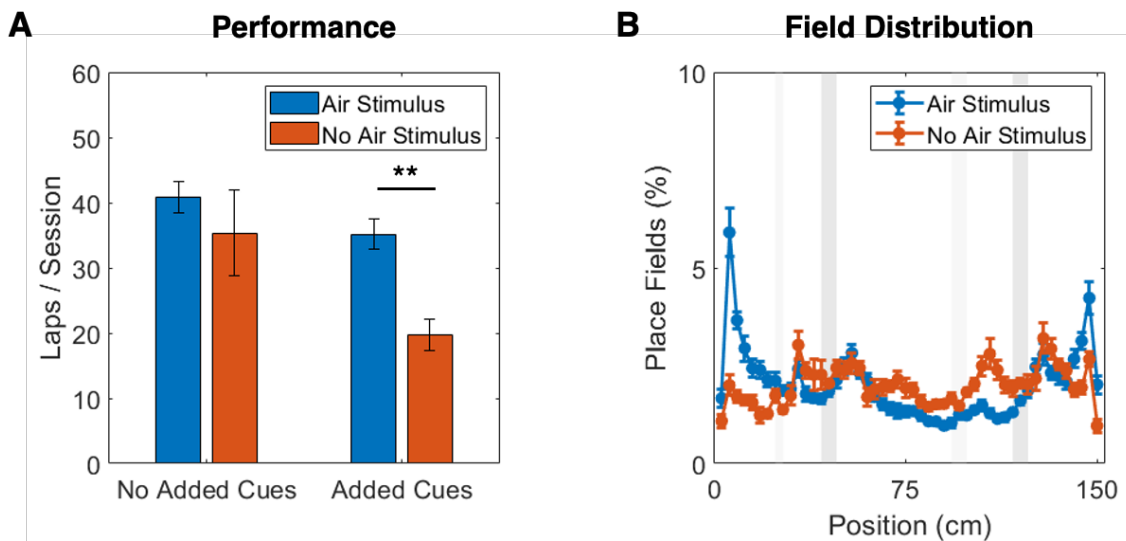 A
Performance
Laps / Session
60
50
40
30
20
10
0
Air Stimulus
No Air Stimulus
**
No Added Cues
Added Cues
B
Field Distribution
Place Fields (%)
10
5
0
Air Stimulus
No Air Stimulus
0
75
150
Position (cm)